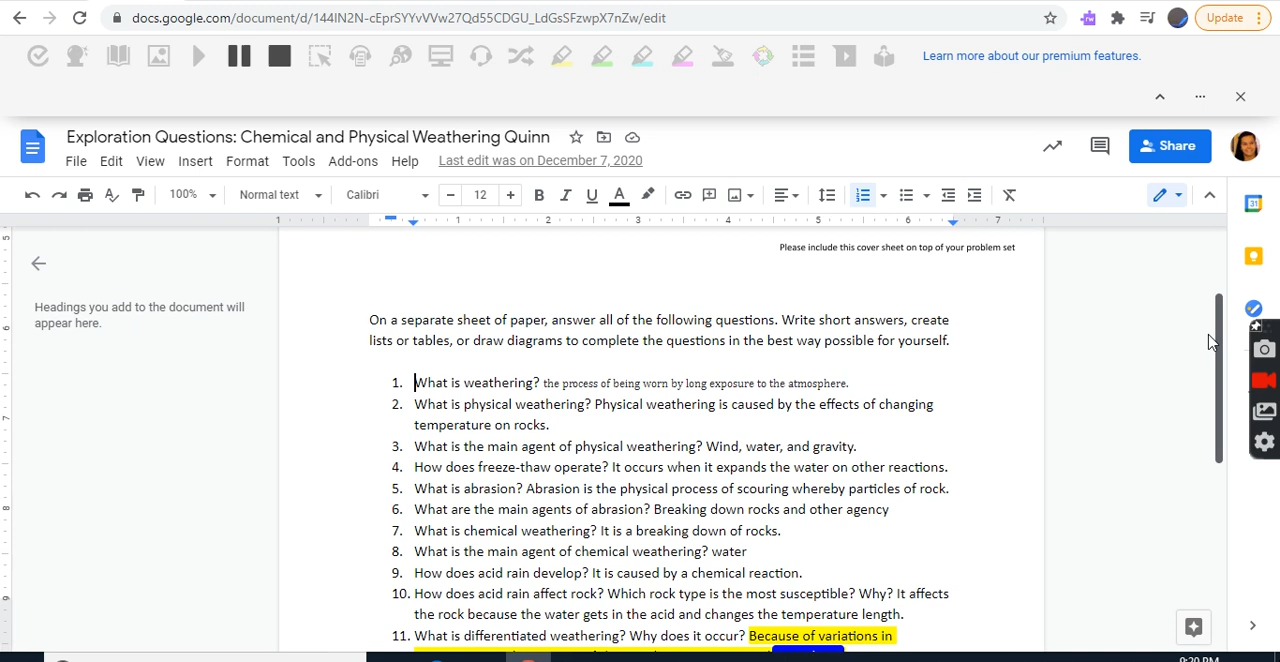 docs.google.com/document/d/144IN2N-cEprSYYvVVw27Qd55CDGU_LdGsSFzwpX7nZw/edit
Update
Learn more about our premium features.
Exploration Questions: Chemical and Physical Weathering Quinn
File Edit View Insert Format Tools Add-ons Help Last edit was on December 7, 2020
Share
100% Normal text Calibri - 12 + B I U A
1 1 2 3 4 5 6 7
Please include this cover sheet on top of your problem set
Headings you add to the document will
appear here.
On a separate sheet of paper, answer all of the following questions. Write short answers, create
lists or tables, or draw diagrams to complete the questions in the best way possible for yourself.
1. What is weathering? the process of being worn by long exposure to the atmosphere.
2. What is physical weathering? Physical weathering is caused by the effects of changing
temperature on rocks.
3. What is the main agent of physical weathering? Wind, water, and gravity.
4. How does freeze-thaw operate? It occurs when it expands the water on other reactions.
5. What is abrasion? Abrasion is the physical process of scouring whereby particles of rock.
6. What are the main agents of abrasion? Breaking down rocks and other agency
7. What is chemical weathering? It is a breaking down of rocks.
8. What is the main agent of chemical weathering? water
9. How does acid rain develop? It is caused by a chemical reaction.
10. How does acid rain affect rock? Which rock type is the most susceptible? Why? It affects
the rock because the water gets in the acid and changes the temperature length.
11. What is differentiated weathering? Why does it occur? Because of variations in